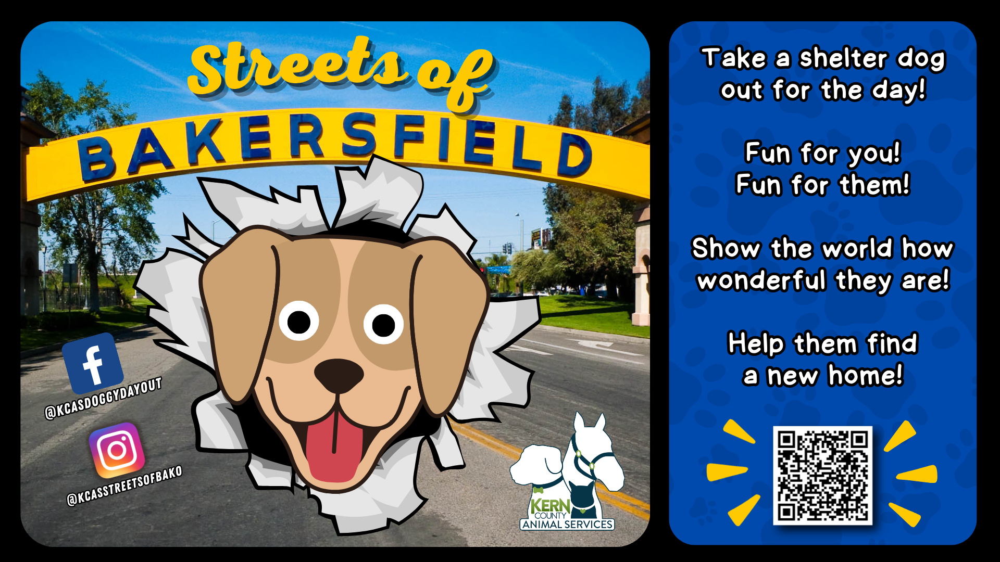 Streets of
BAKERSFIELD
@KCASDOGGYDAYOUT
@KCASSTREETSOFBAKO
KERN
COUNTY
ANIMAL SERVICES
Take a shelter dog
out for the day!
Fun for you!
Fun for them!
Show the world how
wonderful they are!
Help them find
a new home!